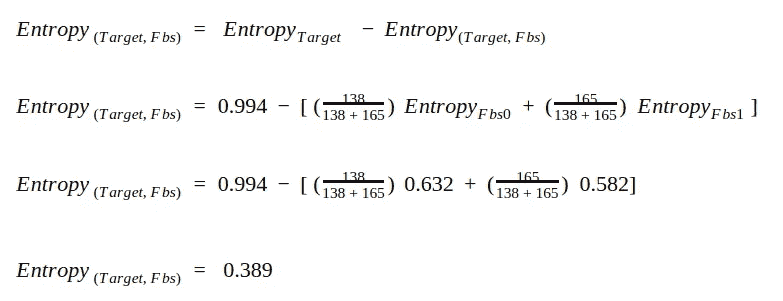 Entropy (Target, Fbs) = Entropy Target − Entropy (Target, Fbs)
Entropy (Target, Fbs) = 0.994 − [ (138 / 138 + 165) Entropy Fbs0 + (165 / 138 + 165) Entropy Fbs1 ]
Entropy (Target, Fbs) = 0.994 − [ (138 / 138 + 165) 0.632 + (165 / 138 + 165) 0.582]
Entropy (Target, Fbs) = 0.389